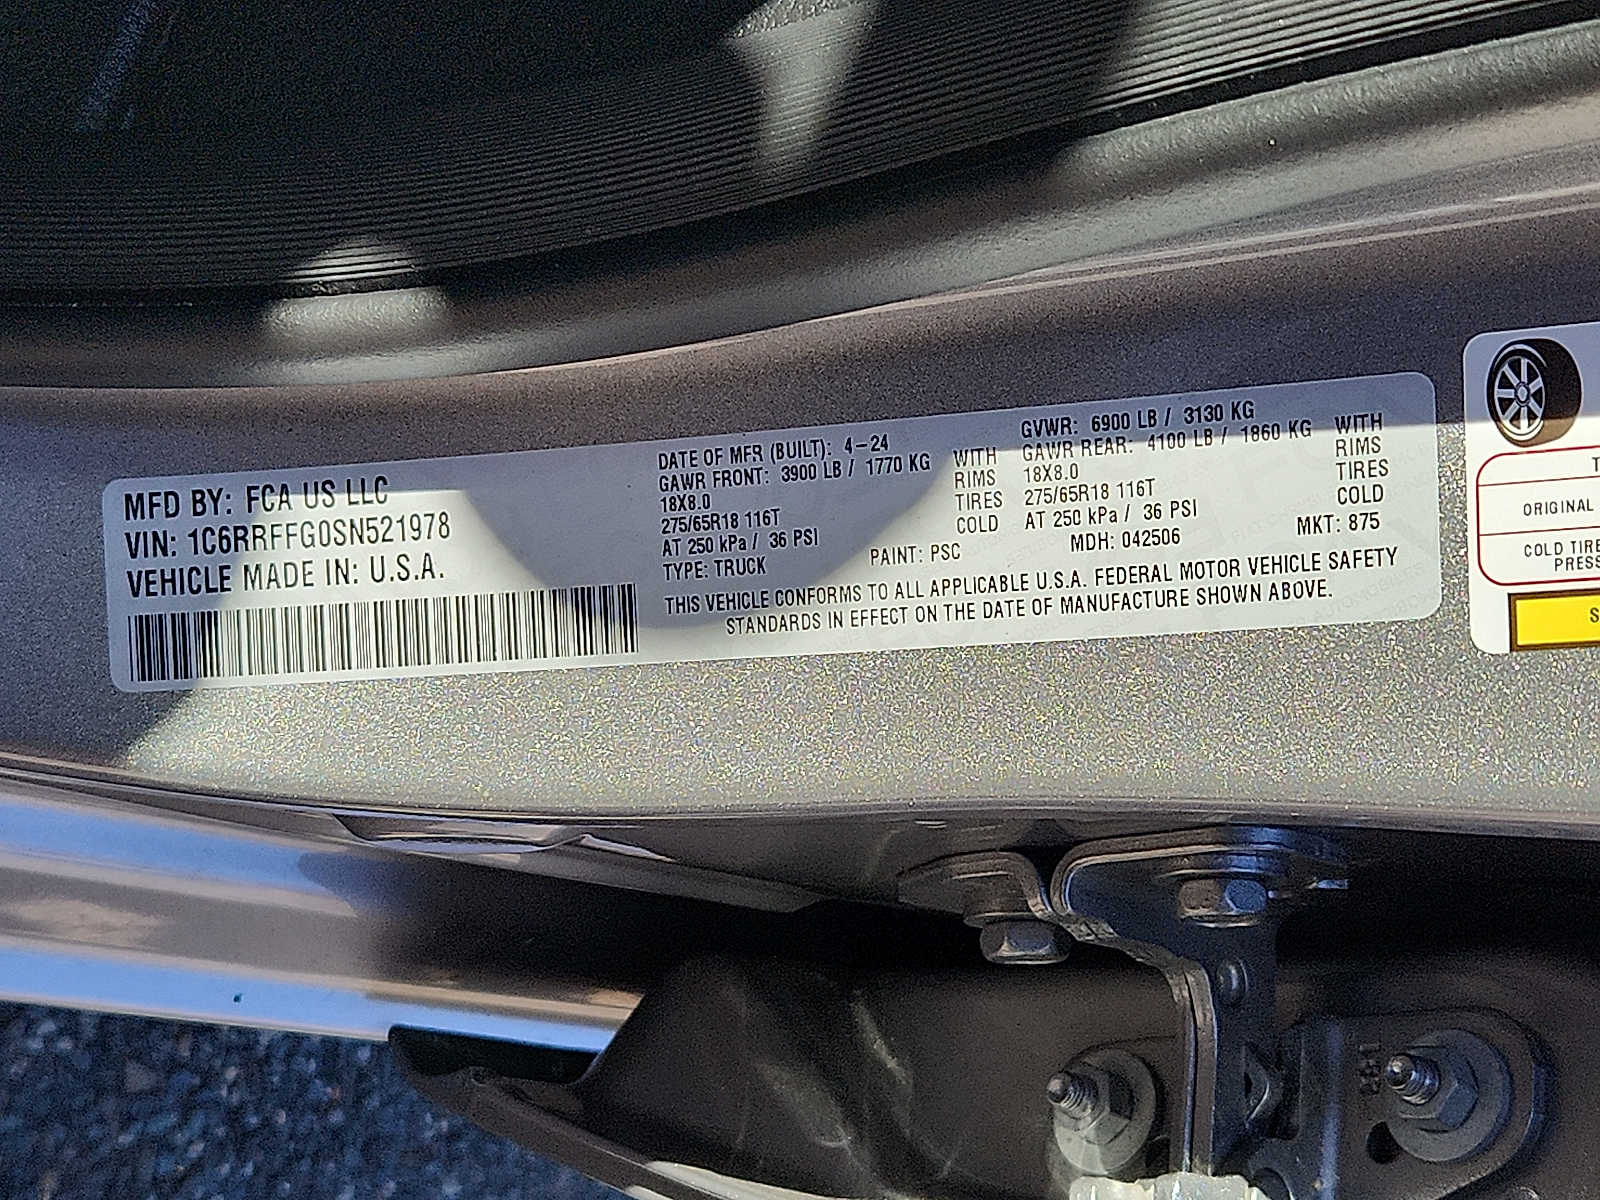 MFD BY: FCA US LLC
VIN: 1C6RRFFG0SN521978
VEHICLE MADE IN: U.S.A.
DATE OF MFR (BUILT): 4-24
GAWR FRONT: 3900 LB / 1770 KG WITH
18X8.0 RIMS
275/65R18 116T TIRES
AT 250 kPa / 36 PSI COLD
TYPE: TRUCK PAINT: PSC
GVWR: 6900 LB / 3130 KG
GAWR REAR: 4100 LB / 1860 KG WITH
18X8.0 RIMS
275/65R18 116T TIRES
AT 250 kPa / 36 PSI COLD
MDH: 042506 MKT: 875
THIS VEHICLE CONFORMS TO ALL APPLICABLE U.S.A. FEDERAL MOTOR VEHICLE SAFETY
STANDARDS IN EFFECT ON THE DATE OF MANUFACTURE SHOWN ABOVE.
T
ORIGINAL
COLD TIRE
PRESS
S